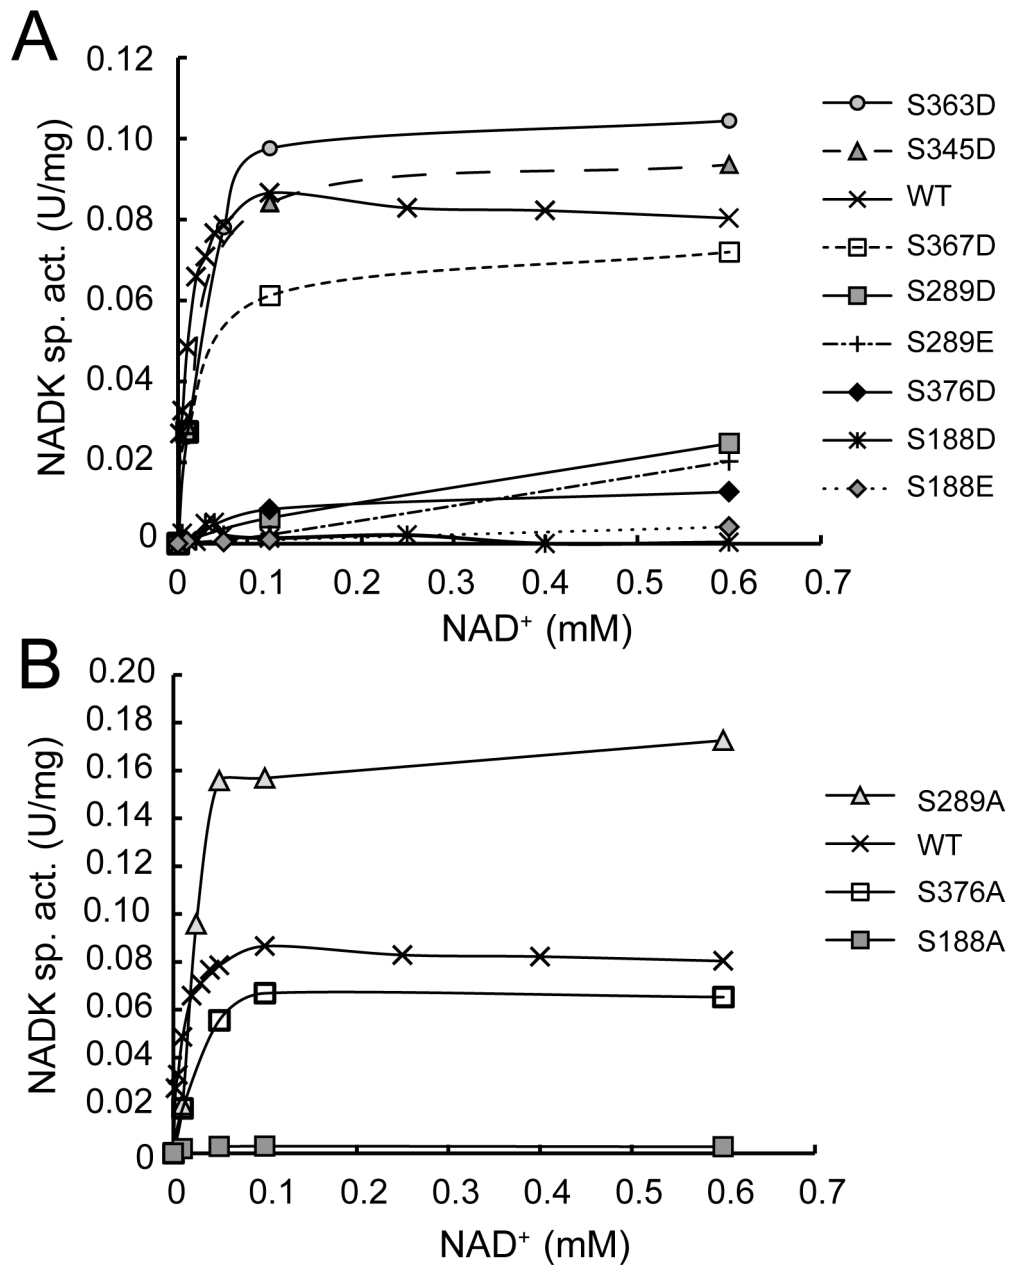 A
NADK sp. act. (U/mg)
0.12
0.10
0.08
0.06
0.04
0.02
0
0 0.1 0.2 0.3 0.4 0.5 0.6 0.7
NAD⁺ (mM)
S363D
S345D
WT
S367D
S289D
S289E
S376D
S188D
S188E
B
NADK sp. act. (U/mg)
0.20
0.18
0.16
0.14
0.12
0.10
0.08
0.06
0.04
0.02
0
0 0.1 0.2 0.3 0.4 0.5 0.6 0.7
NAD⁺ (mM)
S289A
WT
S376A
S188A